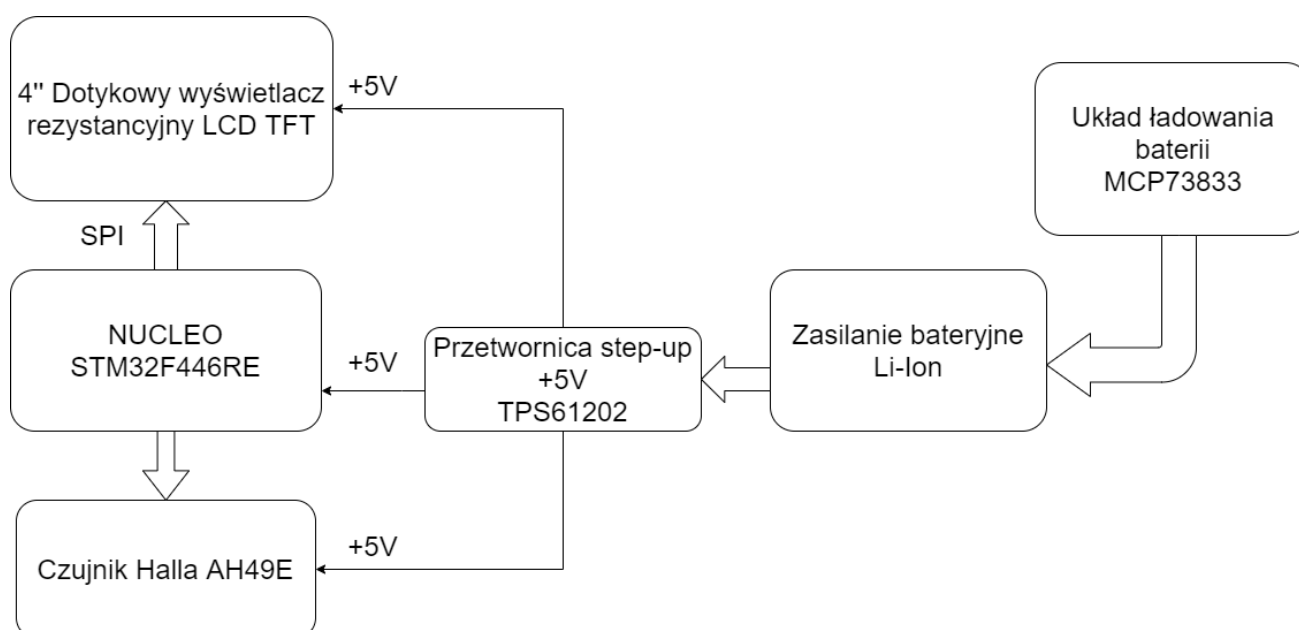 4" Dotykowy wyświetlacz
rezystancyjny LCD TFT
+5V
Układ ładowania
baterii
MCP73833
SPI
NUCLEO
STM32F446RE
+5V
Przetwornica step-up
+5V
TPS61202
Zasilanie bateryjne
Li-Ion
Czujnik Halla AH49E
+5V